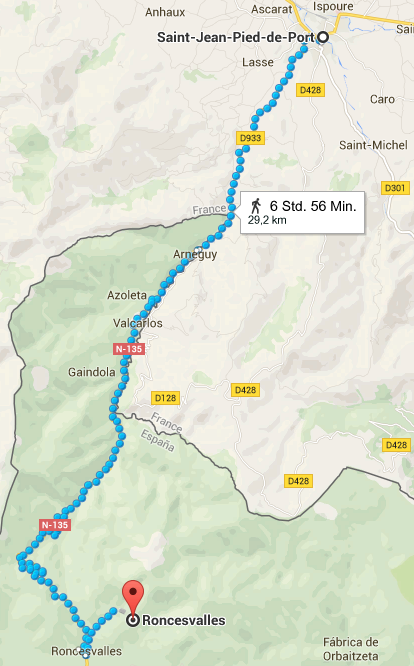 Anhaux
Ascarat
Ispoure
Saint-Jean-Pied-de-Port
Lasse
D428
Caro
D933
Saint-Michel
D301
6 Std. 56 Min.
29,2 km
France
Arneguy
Azoleta
Valcarlos
N-135
Gaindola
D128
D428
France
España
D428
D428
N-135
Roncesvalles
Roncesvalles
Fábrica de
Orbaitzeta